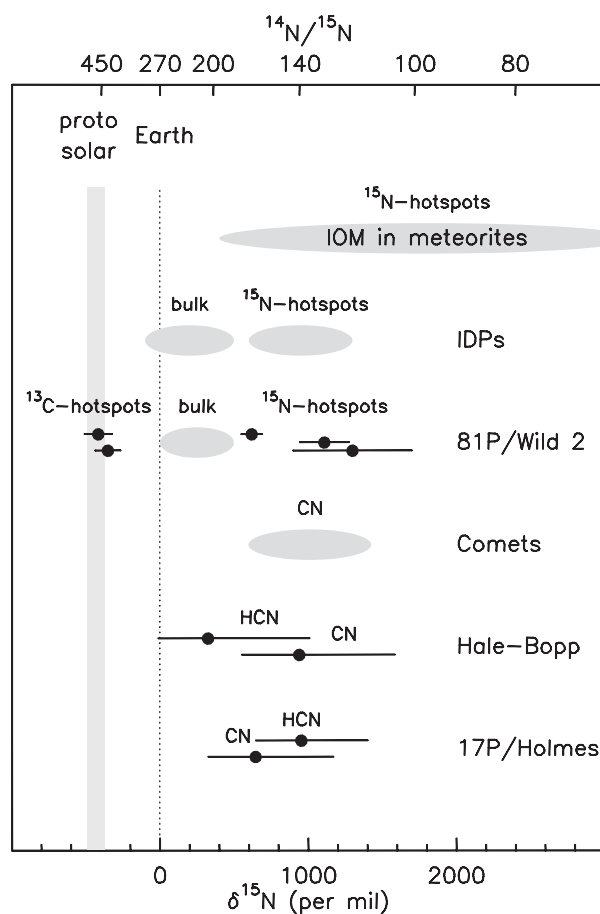 ¹⁴N/¹⁵N
450 270 200 140 100 80
proto
solar
Earth
¹⁵N−hotspots
IOM in meteorites
bulk ¹⁵N−hotspots
IDPs
¹³C−hotspots bulk ¹⁵N−hotspots
81P/Wild 2
CN
Comets
HCN
CN
Hale−Bopp
HCN
CN
17P/Holmes
0 1000 2000
δ¹⁵N (per mil)